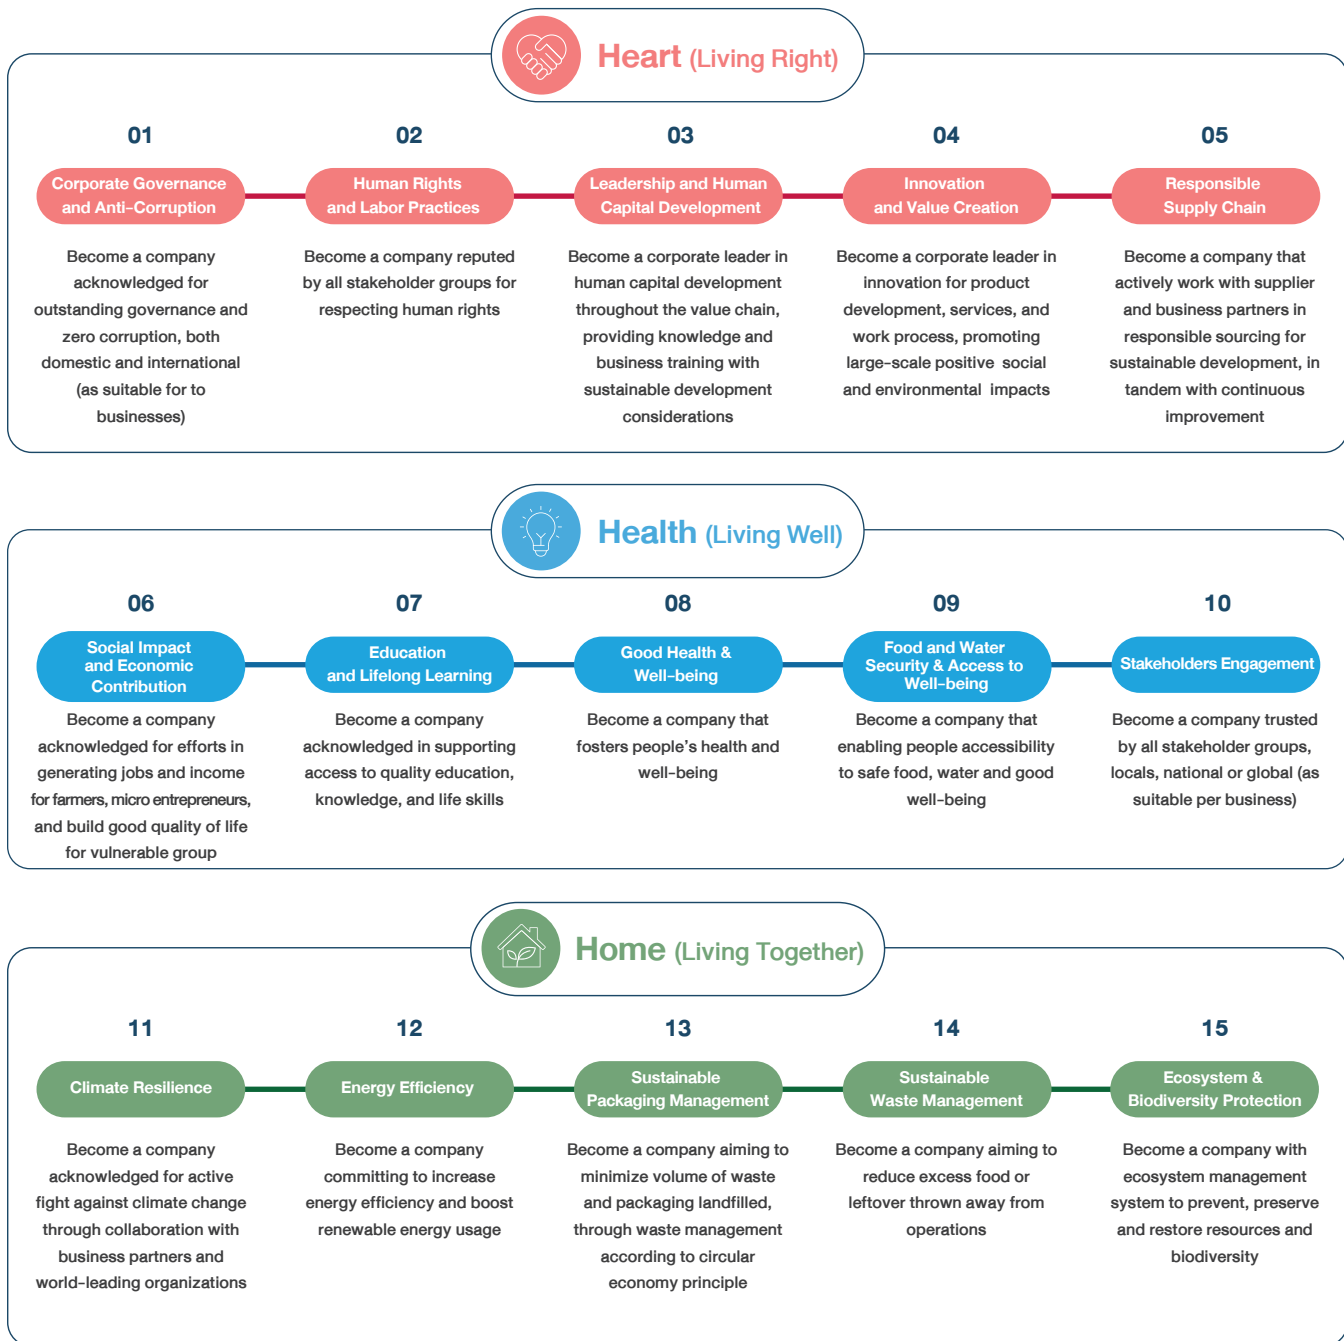 Heart (Living Right)
01
Corporate Governance
and Anti-Corruption
Become a company
acknowledged for
outstanding governance and
zero corruption, both
domestic and international
(as suitable for to
businesses)
02
Human Rights
and Labor Practices
Become a company reputed
by all stakeholder groups for
respecting human rights
03
Leadership and Human
Capital Development
Become a corporate leader in
human capital development
throughout the value chain,
providing knowledge and
business training with
sustainable development
considerations
04
Innovation
and Value Creation
Become a corporate leader in
innovation for product
development, services, and
work process, promoting
large-scale positive social
and environmental impacts
05
Responsible
Supply Chain
Become a company that
actively work with supplier
and business partners in
responsible sourcing for
sustainable development, in
tandem with continuous
improvement
Health (Living Well)
06
Social Impact
and Economic
Contribution
Become a company
acknowledged for efforts in
generating jobs and income
for farmers, micro entrepreneurs,
and build good quality of life
for vulnerable group
07
Education
and Lifelong Learning
Become a company
acknowledged in supporting
access to quality education,
knowledge, and life skills
08
Good Health &
Well-being
Become a company that
fosters people's health and
well-being
09
Food and Water
Security & Access to
Well-being
Become a company that
enabling people accessibility
to safe food, water and good
well-being
10
Stakeholders Engagement
Become a company trusted
by all stakeholder groups,
locals, national or global (as
suitable per business)
Home (Living Together)
11
Climate Resilience
Become a company
acknowledged for active
fight against climate change
through collaboration with
business partners and
world-leading organizations
12
Energy Efficiency
Become a company
committing to increase
energy efficiency and boost
renewable energy usage
13
Sustainable
Packaging Management
Become a company aiming to
minimize volume of waste
and packaging landfilled,
through waste management
according to circular
economy principle
14
Sustainable
Waste Management
Become a company aiming to
reduce excess food or
leftover thrown away from
operations
15
Ecosystem &
Biodiversity Protection
Become a company with
ecosystem management
system to prevent, preserve
and restore resources and
biodiversity